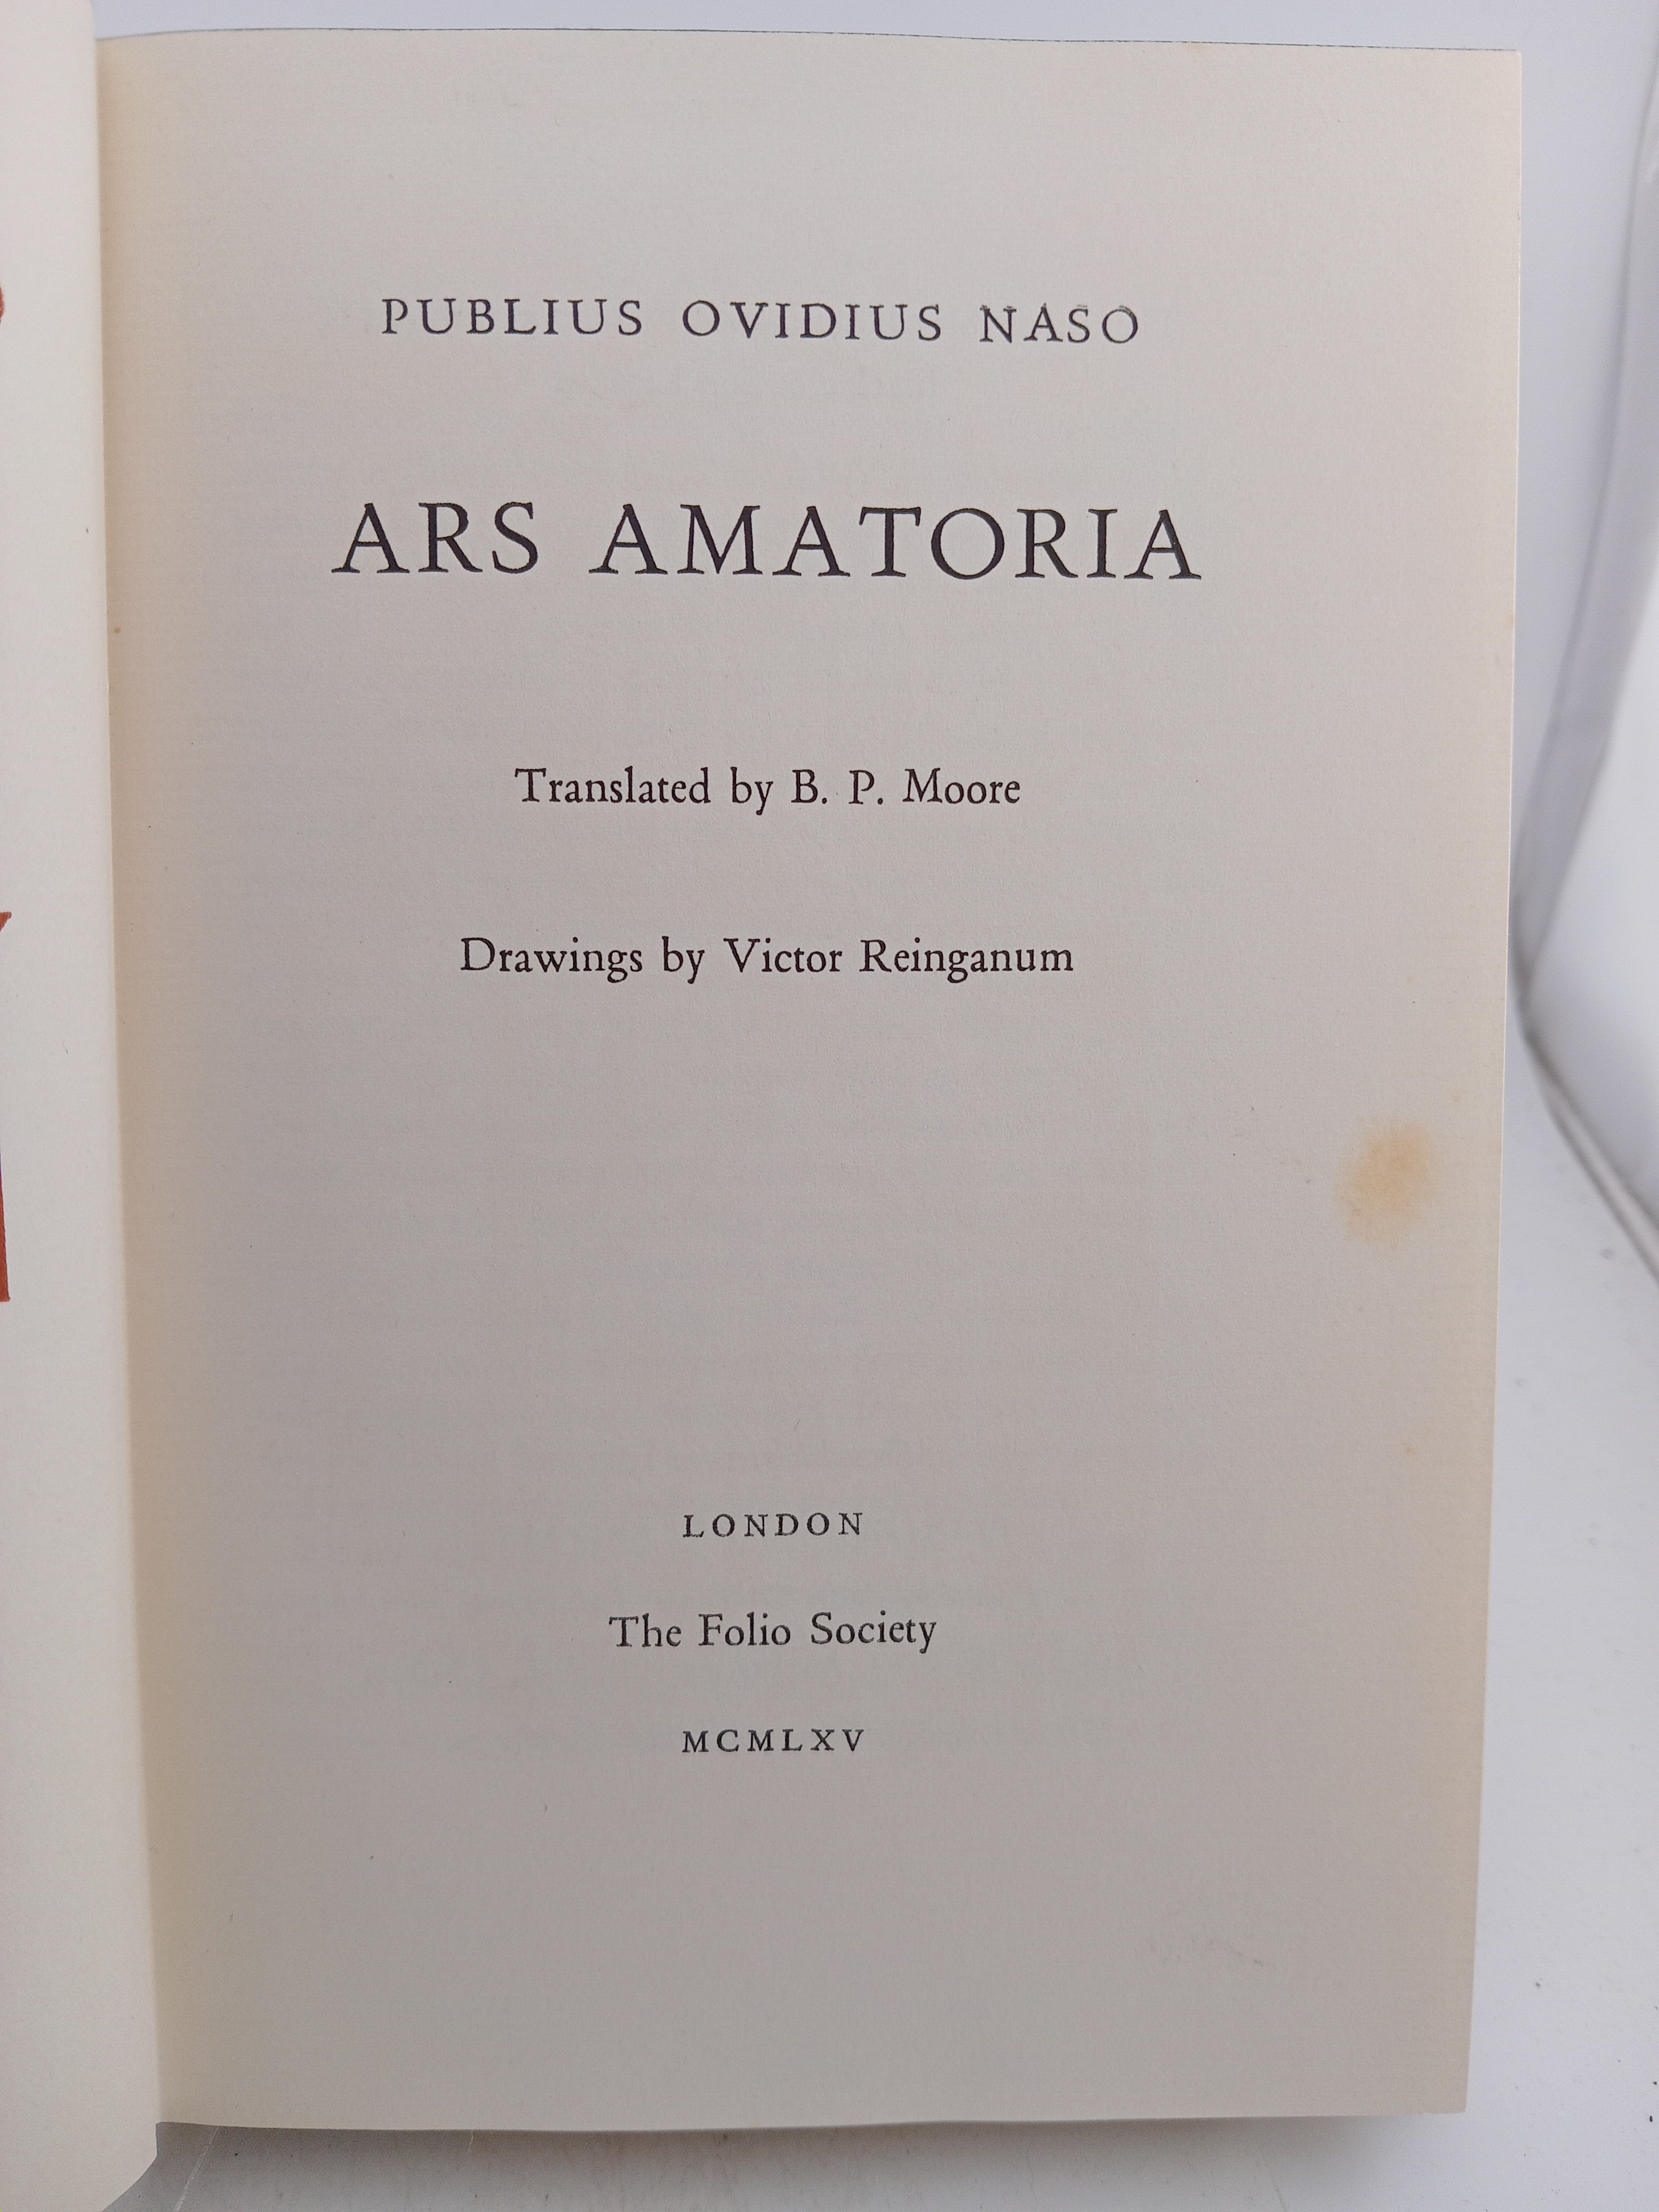 PUBLIUS OVIDIUS NASO
ARS AMATORIA
Translated by B. P. Moore
Drawings by Victor Reinganum
LONDON
The Folio Society
MCMLXV